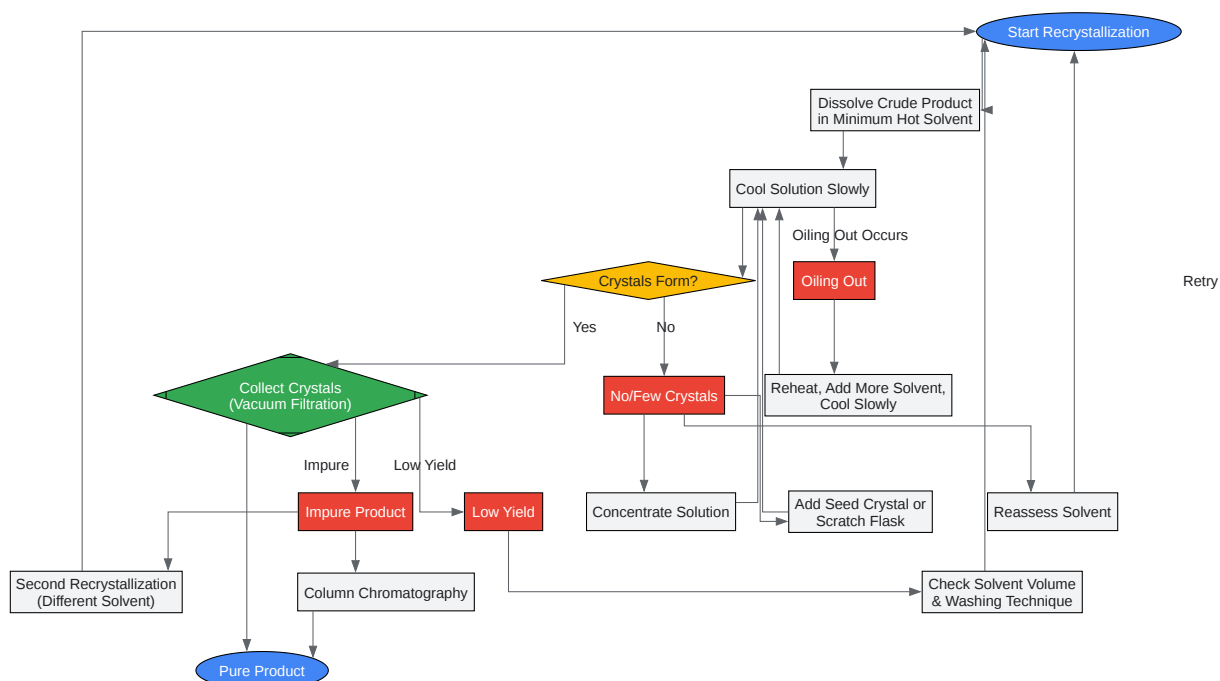 Start Recrystallization
Dissolve Crude Product
in Minimum Hot Solvent
Cool Solution Slowly
Oiling Out Occurs
Crystals Form?
Oiling Out
Retry
Yes
No
Collect Crystals
(Vacuum Filtration)
No/Few Crystals
Reheat, Add More Solvent,
Cool Slowly
Impure
Low Yield
Impure Product
Low Yield
Concentrate Solution
Add Seed Crystal or
Scratch Flask
Reassess Solvent
Second Recrystallization
(Different Solvent)
Column Chromatography
Check Solvent Volume
& Washing Technique
Pure Product